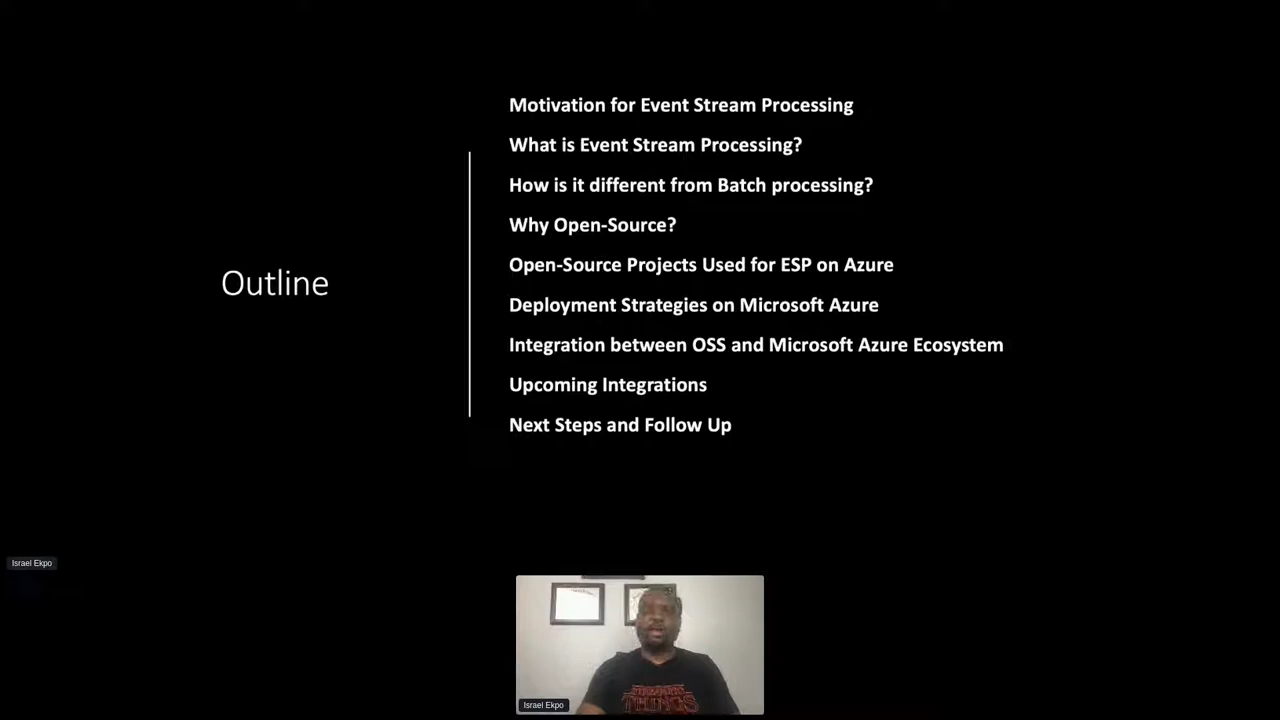 Outline
Motivation for Event Stream Processing
What is Event Stream Processing?
How is it different from Batch processing?
Why Open-Source?
Open-Source Projects Used for ESP on Azure
Deployment Strategies on Microsoft Azure
Integration between OSS and Microsoft Azure Ecosystem
Upcoming Integrations
Next Steps and Follow Up
Israel Ekpo
THINGS
Israel Ekpo